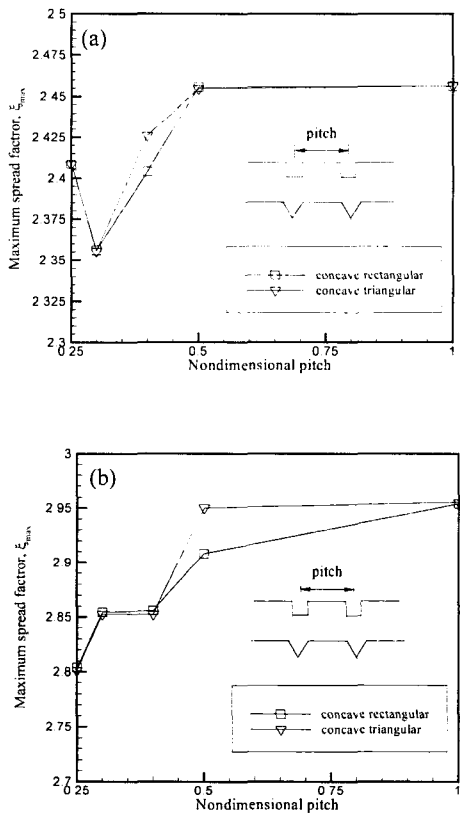 (a)
2 5
2 475
2 45
2 425
2 4
2 375
2 35
2 325
2 3
Maximum spread factror, ξmax
pitch
concave rectangular
concave triangular
0 25
0.5
0.75
1
Nondimensional pitch
(b)
3
2 95
2 9
2 85
2 8
2 75
2 7
Maximum spread factror, ξmax
pitch
concave rectangular
concave triangular
0 25
0.5
0.75
1
Nondimensional pitch